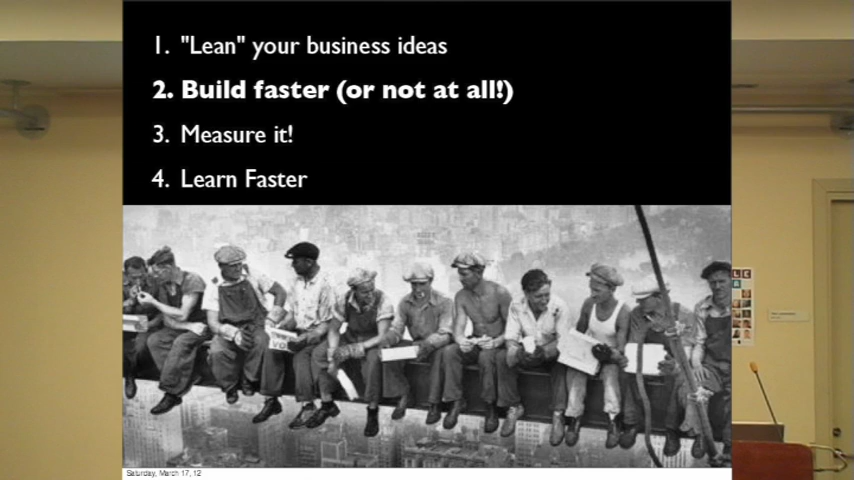 1. "Lean" your business ideas
2. Build faster (or not at all!)
3. Measure it!
4. Learn Faster
Saturday, March 17, 12